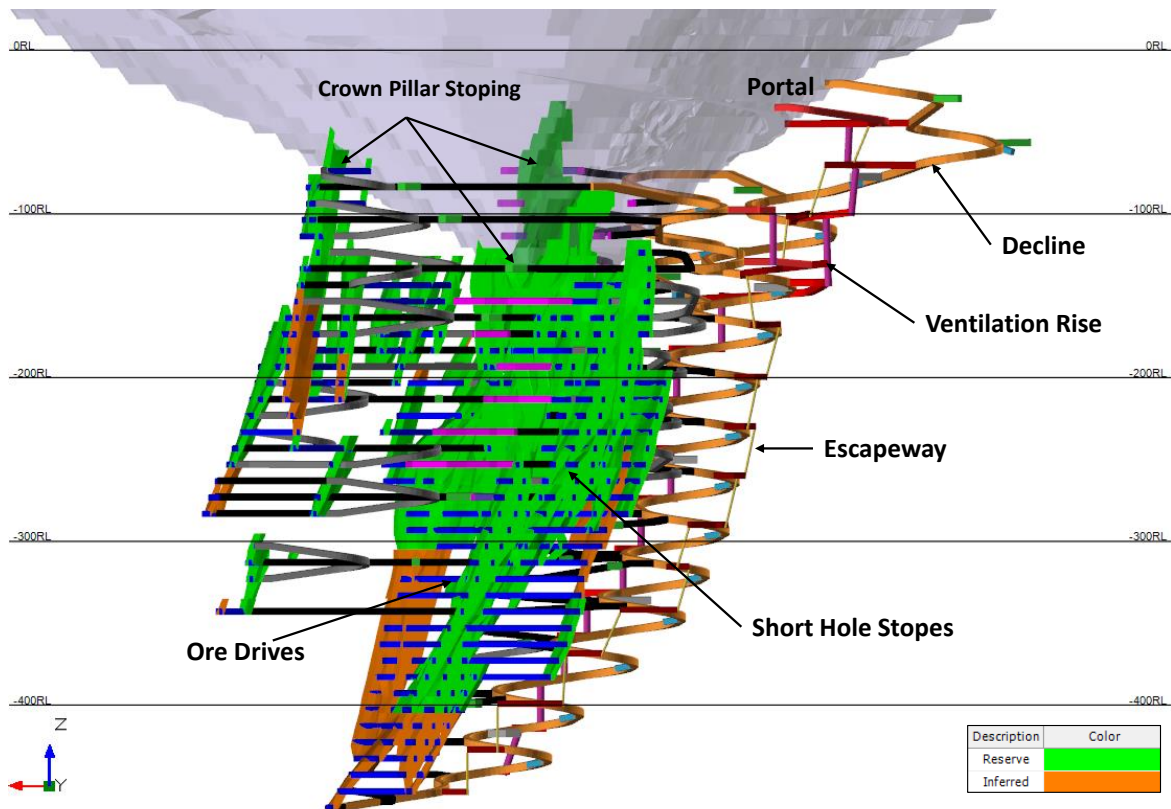 0RL
0RL
Portal
Crown Pillar Stoping
-100RL
-100RL
Decline
Ventilation Rise
-200RL
-200RL
Escapeway
-300RL
-300RL
Short Hole Stopes
Ore Drives
-400RL
-400RL
Z
Y
Description Color
Reserve
Inferred